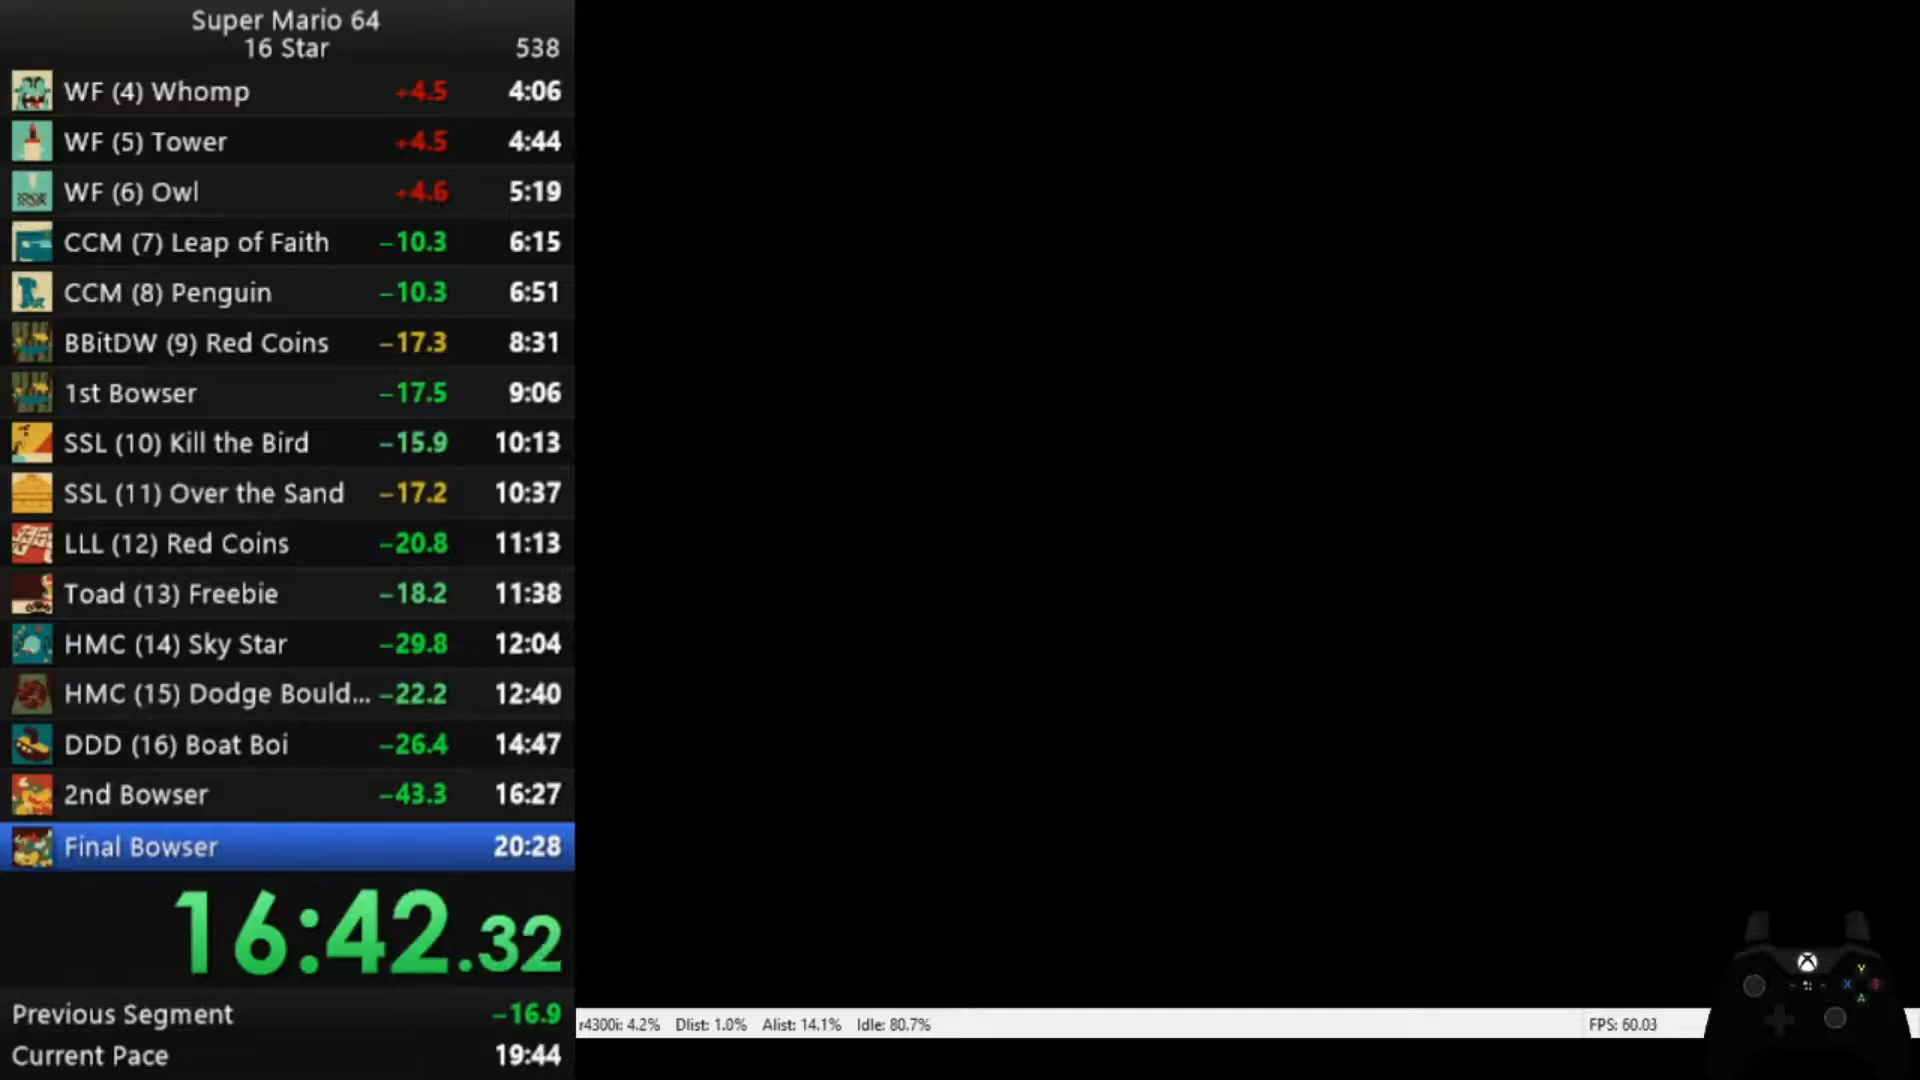 Super Mario 64
16 Star 538
WF (4) Whomp +4.5 4:06
WF (5) Tower +4.5 4:44
WF (6) Owl +4.6 5:19
CCM (7) Leap of Faith −10.3 6:15
CCM (8) Penguin −10.3 6:51
BBitDW (9) Red Coins −17.3 8:31
1st Bowser −17.5 9:06
SSL (10) Kill the Bird −15.9 10:13
SSL (11) Over the Sand −17.2 10:37
LLL (12) Red Coins −20.8 11:13
Toad (13) Freebie −18.2 11:38
HMC (14) Sky Star −29.8 12:04
HMC (15) Dodge Bould... −22.2 12:40
DDD (16) Boat Boi −26.4 14:47
2nd Bowser −43.3 16:27
Final Bowser 20:28
16:42.32
Previous Segment −16.9
Current Pace 19:44
r4300i: 4.2% Dlist: 1.0% Alist: 14.1% Idle: 80.7% FPS: 60.03
Y
X B
A